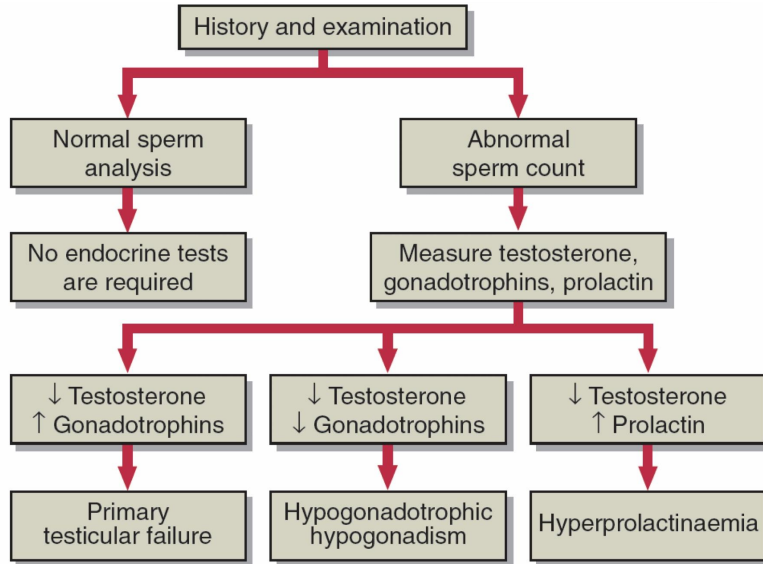 History and examination
Normal sperm
analysis
Abnormal
sperm count
No endocrine tests
are required
Measure testosterone,
gonadotrophins, prolactin
↓ Testosterone
↑ Gonadotrophins
↓ Testosterone
↓ Gonadotrophins
↓ Testosterone
↑ Prolactin
Primary
testicular failure
Hypogonadotrophic
hypogonadism
Hyperprolactinaemia